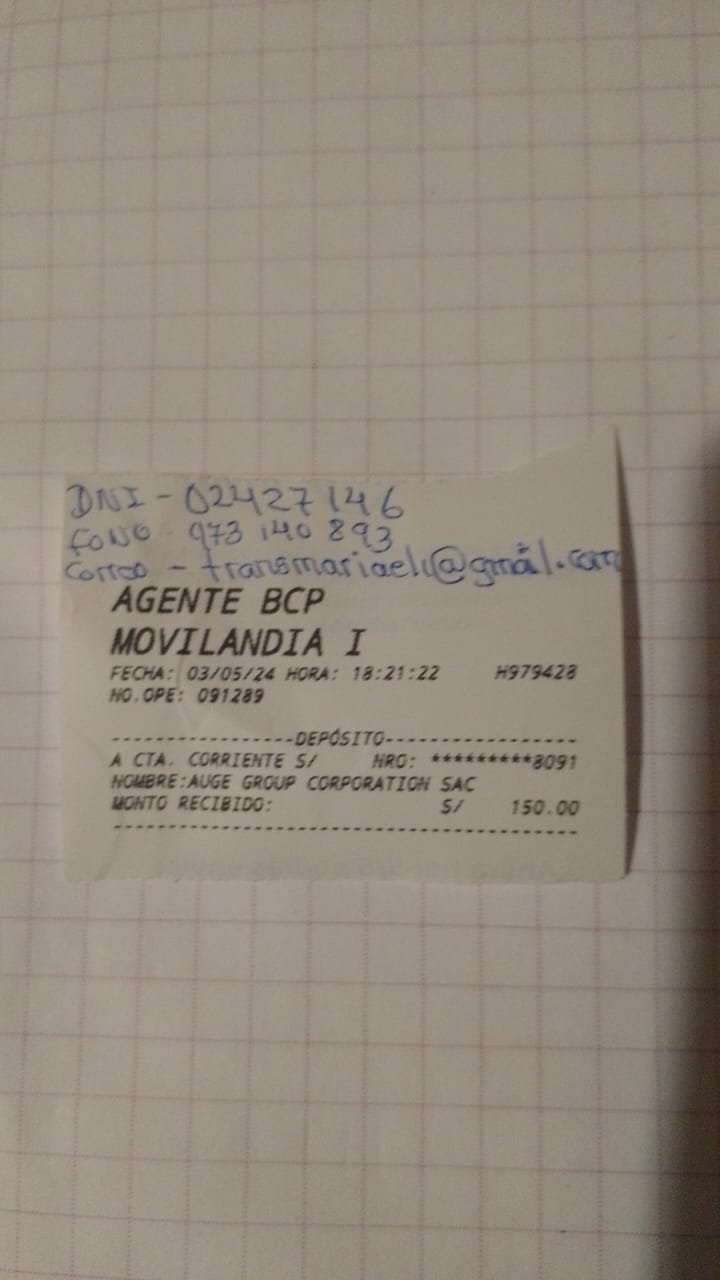 DNI - 02427146
FONO. 973 140 893
Correo - @gmail.com
AGENTE BCP
MOVILANDIA I
FECHA: 03/05/24 HORA: 18:21:22 H979428
NO.OPE: 091289
------------------DEPÓSITO------------------
A CTA. CORRIENTE S/ NRO: *********8091
NOMBRE:AUGE GROUP CORPORATION SAC
MONTO RECIBIDO: S/ 150.00
--------------------------------------------